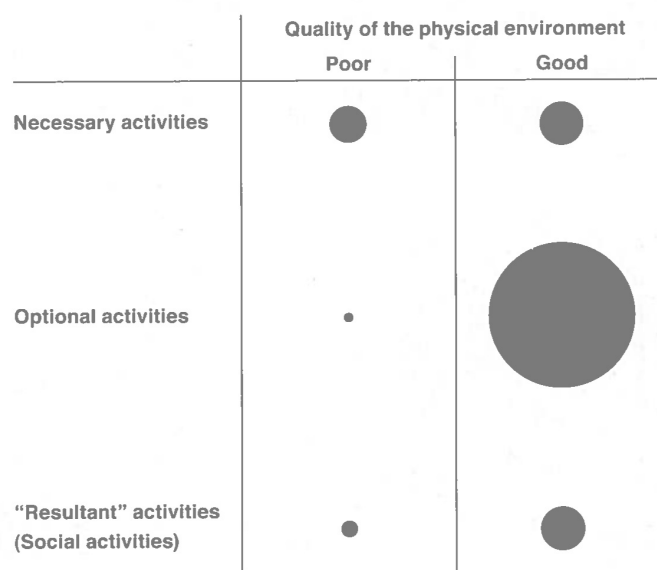 Quality of the physical environment
Poor
Good
Necessary activities
Optional activities
“Resultant” activities
(Social activities)